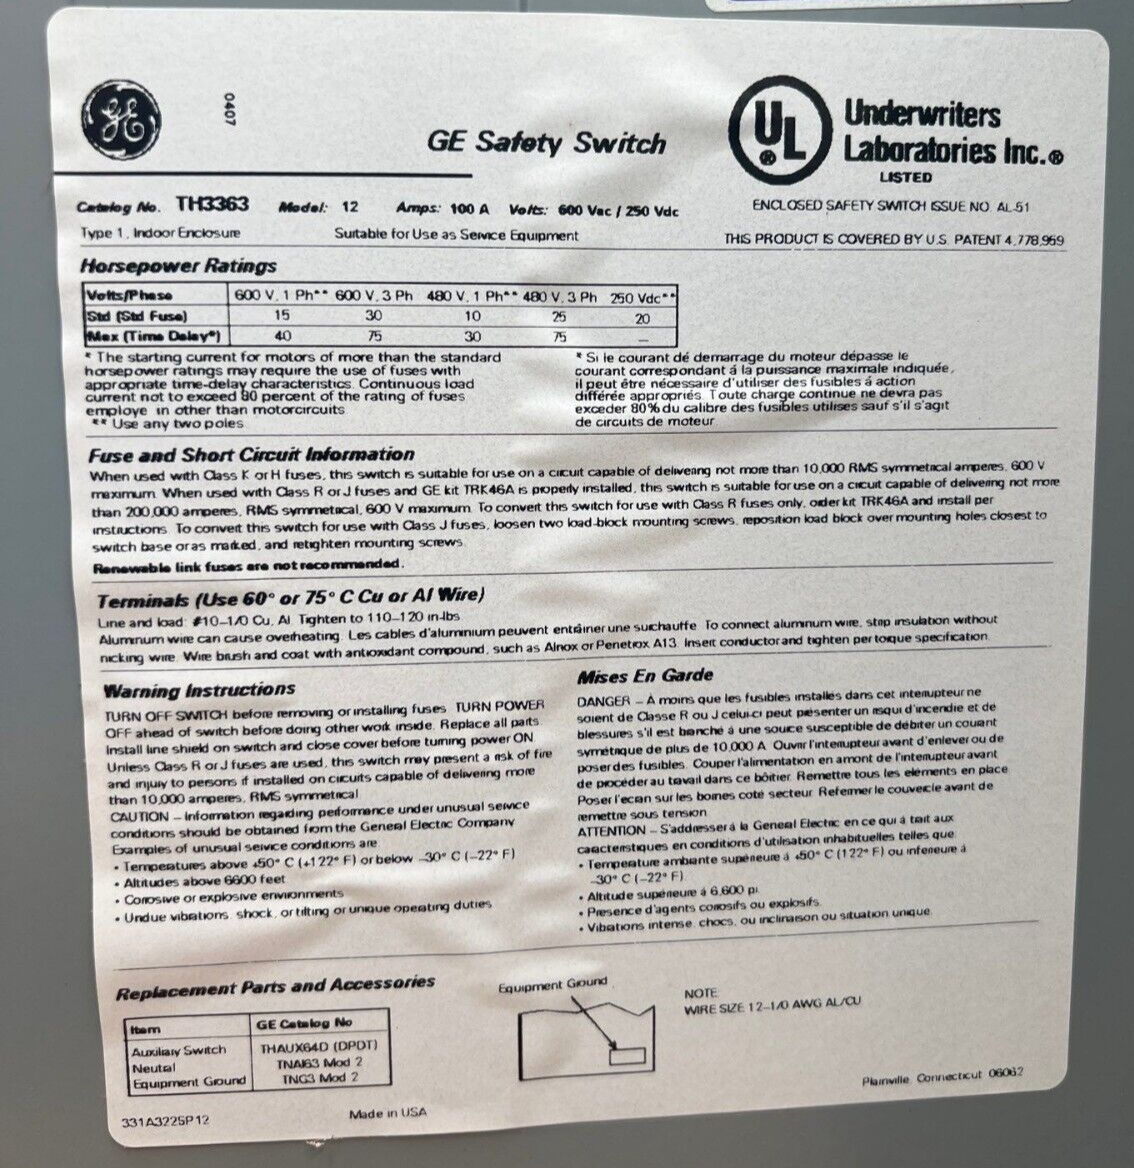 GE
0407
GE Safety Switch
UL ®
Underwriters
Laboratories Inc.®
LISTED
Catalog No. TH3363 Model: 12 Amps: 100 A Volts: 600 Vac / 250 Vdc
ENCLOSED SAFETY SWITCH ISSUE NO. AL-51
Type 1, Indoor Enclosure Suitable for Use as Service Equipment
THIS PRODUCT IS COVERED BY U.S. PATENT 4,778,959
Horsepower Ratings
Volts/Phase 600 V, 1 Ph** 600 V, 3 Ph 480 V, 1 Ph** 480 V, 3 Ph 250 Vdc**
Std (Std Fuse) 15 30 10 25 20
Max (Time Delay*) 40 75 30 75 —
* The starting current for motors of more than the standard
horsepower ratings may require the use of fuses with
appropriate time-delay characteristics. Continuous load
current not to exceed 80 percent of the rating of fuses
employe in other than motorcircuits
** Use any two poles
* Si le courant dé demarrage du moteur dépasse le
courant correspondant á la puissance maximale indiquée,
il peut être nécessaire d'utiliser des fusibles á action
différée appropriés. Toute charge continue ne devra pas
exceder 80% du calibre des fusibles utilises sauf s'il s'agit
de circuits de moteur
Fuse and Short Circuit Information
When used with Class K or H fuses, this switch is suitable for use on a circuit capable of delivering not more than 10,000 RMS symmetrical amperes, 600 V
maximum. When used with Class R or J fuses and GE kit TRK46A is properly installed, this switch is suitable for use on a circuit capable of delivering not more
than 200,000 amperes, RMS symmetrical, 600 V maximum. To convert this switch for use with Class R fuses only, order kit TRK46A and install per
instructions. To convert this switch for use with Class J fuses, loosen two load-block mounting screws, reposition load block over mounting holes closest to
switch base or as marked, and retighten mounting screws.
Renewable link fuses are not recommended.
Terminals (Use 60° or 75° C Cu or Al Wire)
Line and load: #10–1/0 Cu, Al. Tighten to 110–120 in-lbs
Aluminum wire can cause overheating. Les cables d'aluminium peuvent entráiner une surchauffe. To connect aluminum wire, strip insulation without
nicking wire. Wire brush and coat with antioxidant compound, such as Alnox or Penetrox A13. Insert conductor and tighten per torque specification.
Warning Instructions
TURN OFF SWITCH before removing or installing fuses. TURN POWER
OFF ahead of switch before doing other work inside. Replace all parts.
Install line shield on switch and close cover before turning power ON.
Unless Class R or J fuses are used, this switch may present a risk of fire
and injury to persons if installed on circuits capable of delivering more
than 10,000 amperes, RMS symmetrical.
CAUTION – Information regarding performance under unusual service
conditions should be obtained from the General Electric Company
Examples of unusual service conditions are
• Temperatures above +50° C (+122° F) or below –30° C (–22° F)
• Altitudes above 6600 feet
• Corrosive or explosive environments
• Undue vibrations, shock, or tilting or unique operating duties
Mises En Garde
DANGER – A moins que les fusibles installes dans cet interrupteur ne
soient de Classe R ou J celui-ci peut présenter un risqui d'incendie et de
blessures s'il est branché à une source susceptible de débiter un courant
symétrique de plus de 10,000 A. Ouvrir l'interrupteur avant d'enlever ou de
poser des fusibles. Couper l'alimentation en amont de l'interrupteur avant
de procéder au travail dans ce bôitier. Remettre tous les eléments en place
Poser l'ecran sur les bornes coté secteur. Refermer le couvercle avant de
remettre sous tension.
ATTENTION – S'addresser á la General Electric en ce qui á trait aux
caracteristiques en conditions d'utilisation inhabituelles telles que
• Température ambiante supérieure á +50° C (122° F) ou inferieure á
–30° C (–22° F)
• Altitude supérieure á 6,600 pi.
• Présence d'agents corrosifs ou explosifs.
• Vibrations intense, chocs, ou inclinaison ou situation unique
Replacement Parts and Accessories
Item GE Catalog No
Auxiliary Switch THAUX64D (DPDT)
Neutral TNAI63 Mod 2
Equipment Ground TNG3 Mod 2
Equipment Ground
NOTE
WIRE SIZE 12–1/0 AWG AL/CU
331A3225P12
Made in USA
Plainville, Connecticut 06062